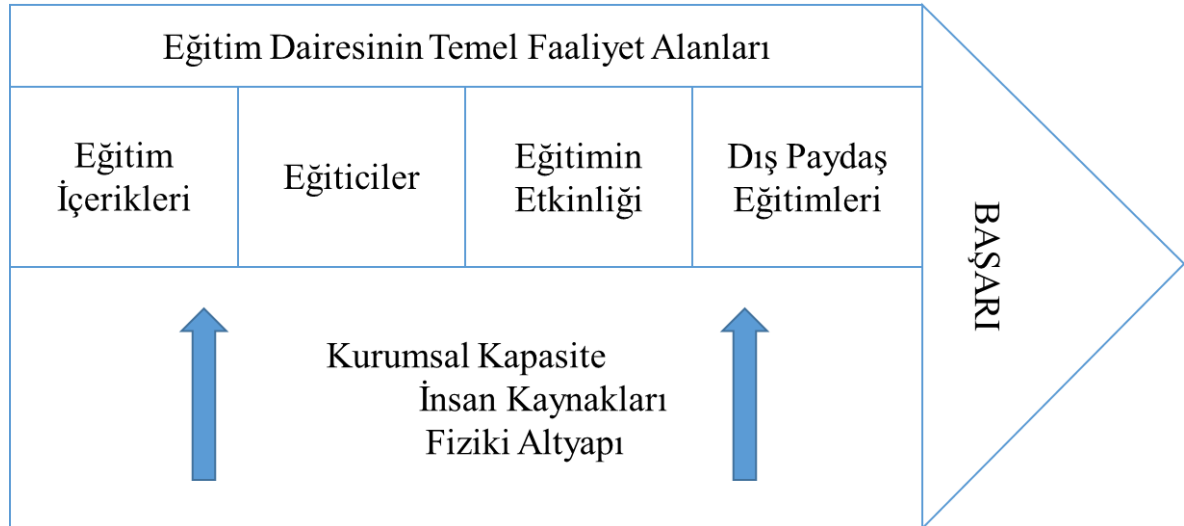 Eğitim Dairesinin Temel Faaliyet Alanları
Eğitim
İçerikleri
Eğiticiler
Eğitimin
Etkinliği
Dış Paydaş
Eğitimleri
Kurumsal Kapasite
İnsan Kaynakları
Fiziki Altyapı
BAŞARI